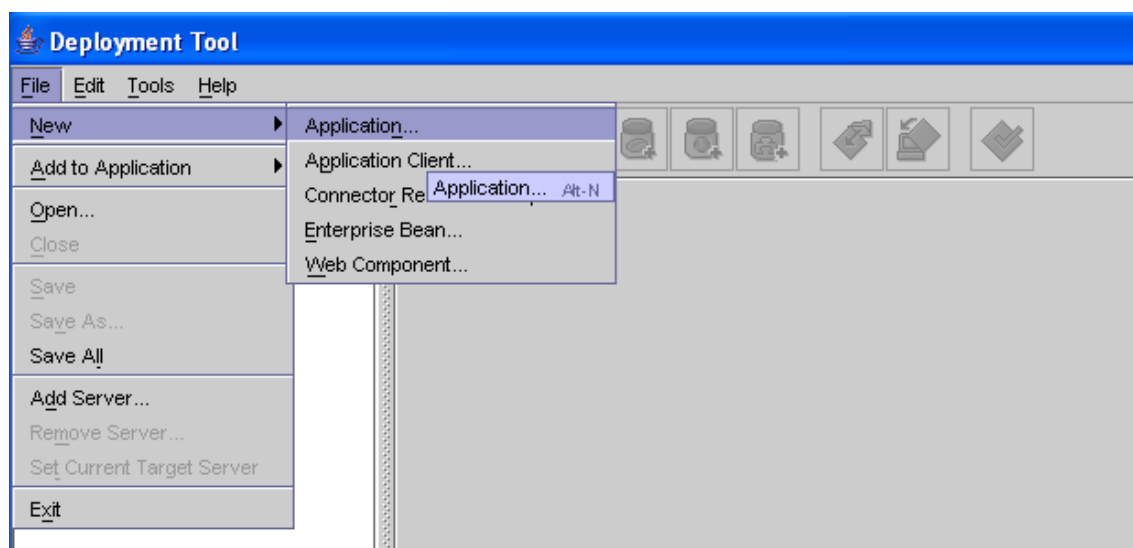 Deployment Tool
File Edit Tools Help
New
Application...
Add to Application
Application Client...
Connector Re
Application... Alt-N
Open...
Enterprise Bean...
Close
Web Component...
Save
Save As...
Save All
Add Server...
Remove Server...
Set Current Target Server
Exit